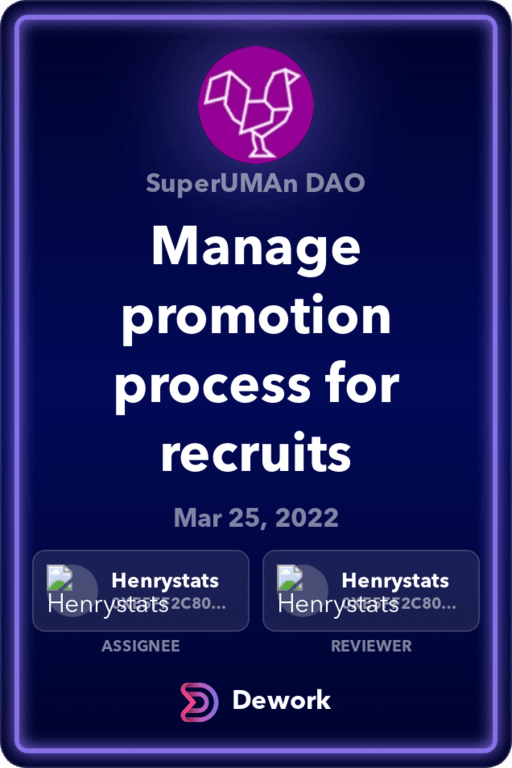 SuperUMAn DAO
Manage
promotion
process for
recruits
Mar 25, 2022
Henrystats
Henrystats
Henrystats
Henrystats
ASSIGNEE
REVIEWER
Dework